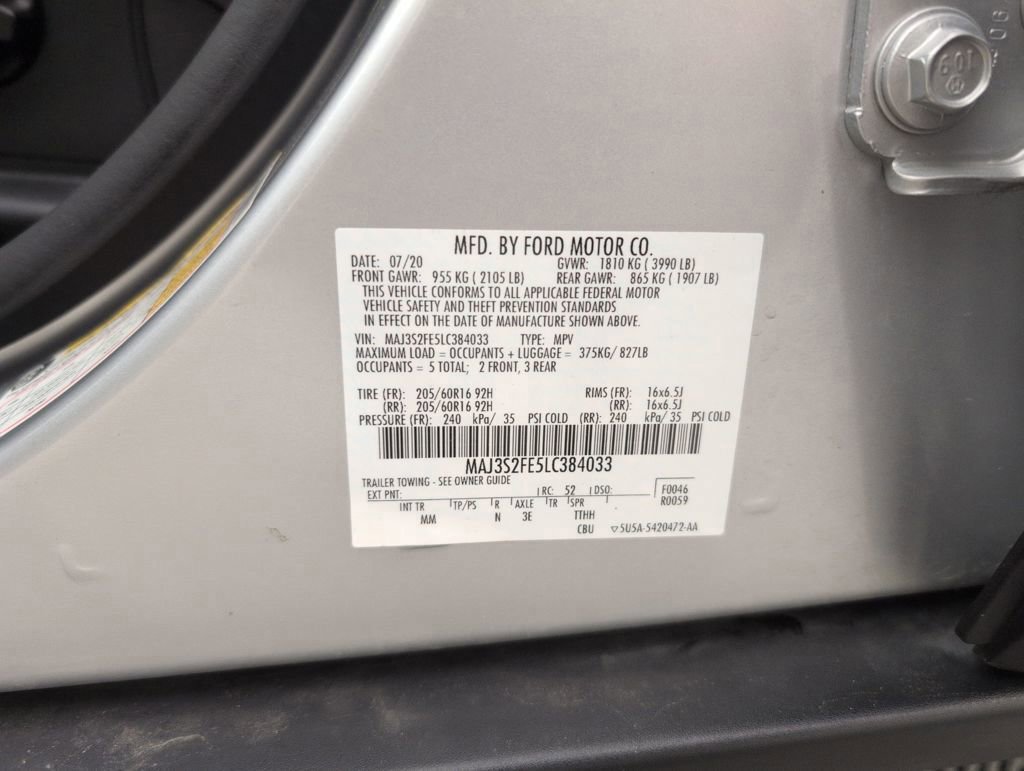 MFD. BY FORD MOTOR CO.
DATE: 07/20 GVWR: 1810 KG ( 3990 LB)
FRONT GAWR: 955 KG ( 2105 LB) REAR GAWR: 865 KG ( 1907 LB)
THIS VEHICLE CONFORMS TO ALL APPLICABLE FEDERAL MOTOR
VEHICLE SAFETY AND THEFT PREVENTION STANDARDS
IN EFFECT ON THE DATE OF MANUFACTURE SHOWN ABOVE.
VIN: MAJ3S2FE5LC384033 TYPE: MPV
MAXIMUM LOAD = OCCUPANTS + LUGGAGE = 375KG/ 827LB
OCCUPANTS = 5 TOTAL; 2 FRONT, 3 REAR
TIRE (FR): 205/60R16 92H RIMS (FR): 16x6.5J
(RR): 205/60R16 92H (RR): 16x6.5J
PRESSURE (FR): 240 kPa/ 35 PSI COLD (RR): 240 kPa/ 35 PSI COLD
MAJ3S2FE5LC384033
TRAILER TOWING - SEE OWNER GUIDE
EXT PNT: RC: 52 DSO: F0046
R0059
INT TR TP/PS R AXLE TR SPR
MM N 3E TTHH
CBU ▽5U5A-5420472-AA
109